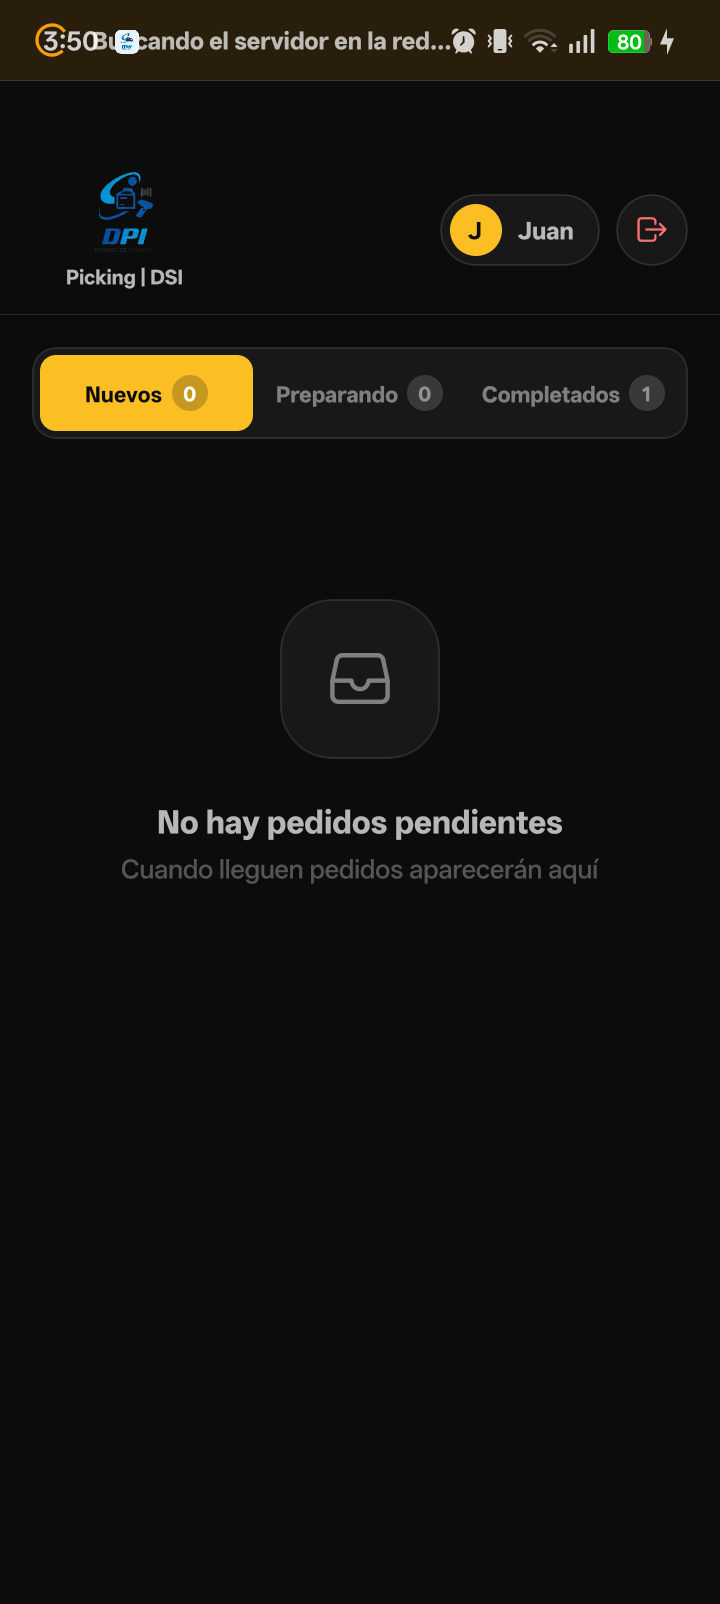 3:50
Buscando el servidor en la red...
80
DPI
Picking | DSI
J
Juan
Nuevos 0
Preparando 0
Completados 1
No hay pedidos pendientes
Cuando lleguen pedidos aparecerán aquí